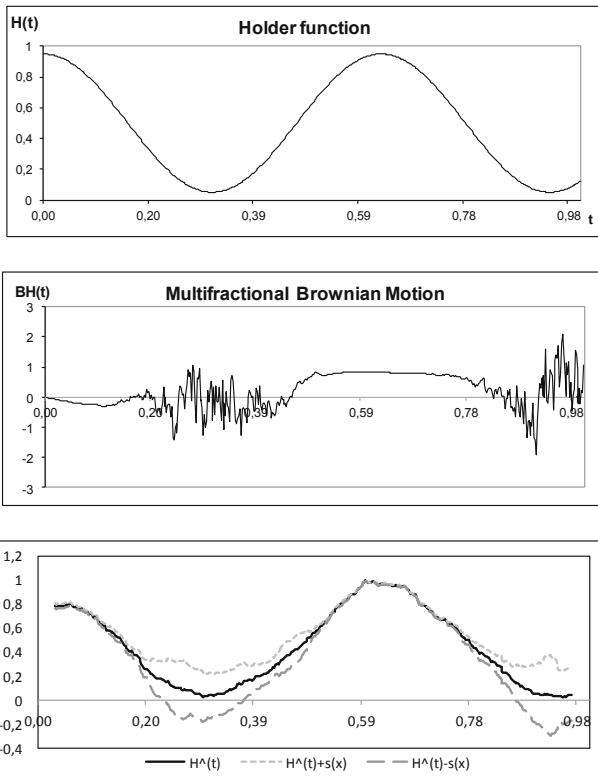 H(t)
Holder function
1
0,8
0,6
0,4
0,2
0
0,00 0,20 0,39 0,59 0,78 0,98 t
BH(t)
Multifractional Brownian Motion
3
2
1
0
-1
-2
-3
0,00 0,20 0,39 0,59 0,78 0,98
1,2
1
0,8
0,6
0,4
0,2
0
-0,2
-0,4
0,00 0,20 0,39 0,59 0,78 0,98
H^(t) H^(t)+s(x) H^(t)-s(x)